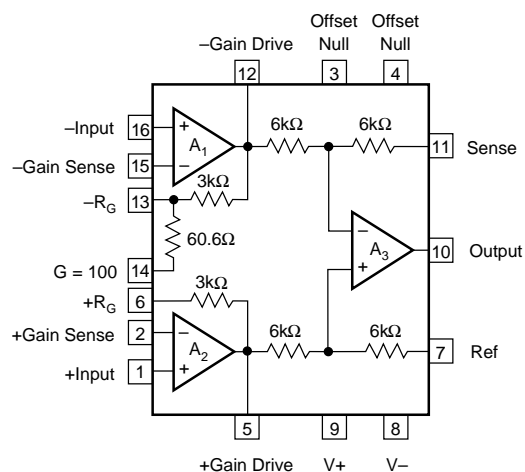 –Gain Drive
Offset
Null
Offset
Null
12
3
4
–Input
16
+
A1
–
6kΩ
6kΩ
11
Sense
–Gain Sense
15
–RG
13
3kΩ
60.6Ω
–
A3
+
10
Output
G = 100
14
3kΩ
+RG
6
+Gain Sense
2
–
A2
+
6kΩ
6kΩ
7
Ref
+Input
1
5
9
8
+Gain Drive
V+
V–